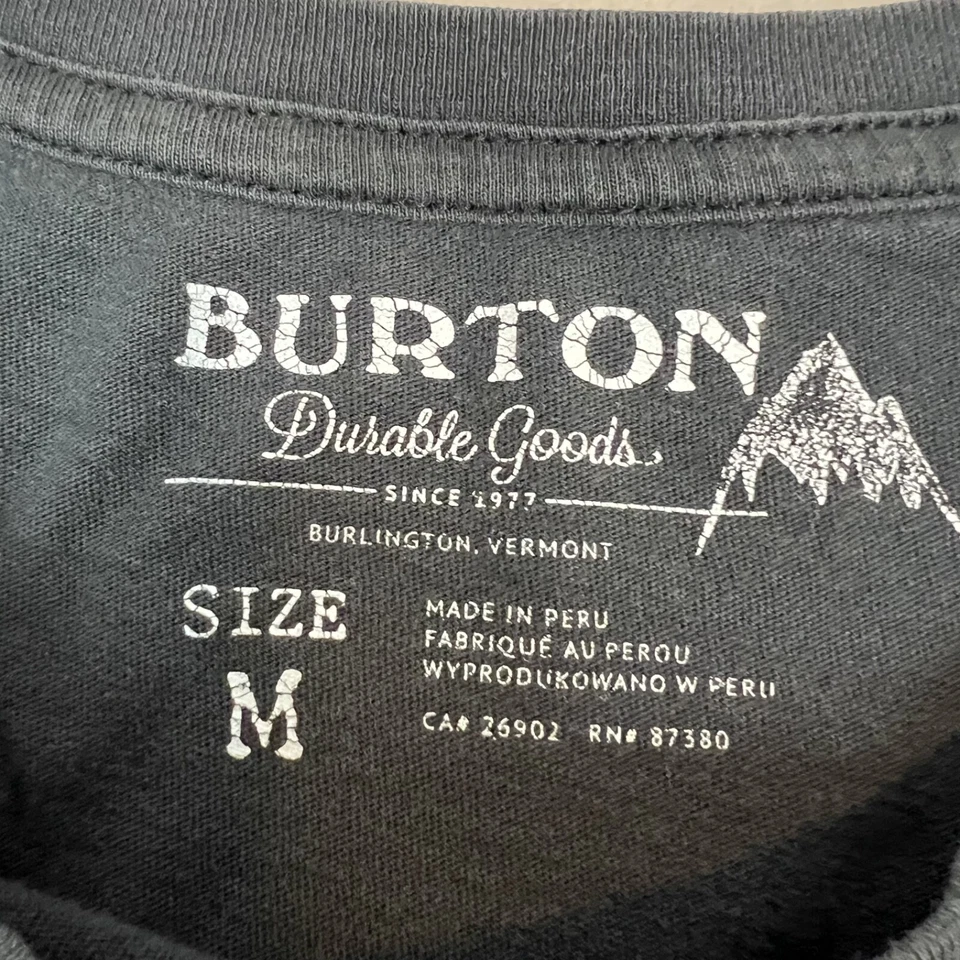 BURTON
Durable Goods
SINCE 1977
BURLINGTON, VERMONT
SIZE
M
MADE IN PERU
FABRIQUÉ AU PEROU
WYPRODUKOWANO W PERU
CA# 26902 RN# 87380